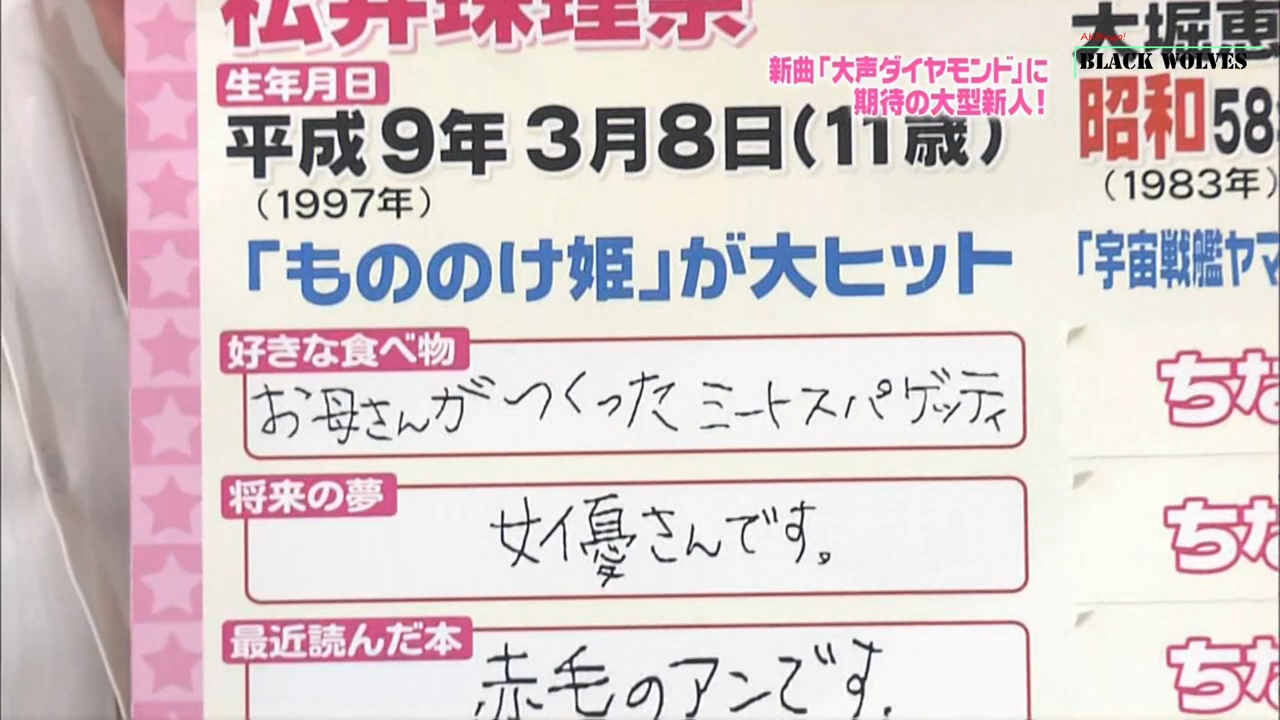 松井珠理奈
生年月日
平成9年3月8日(11歳)
(1997年)
「もののけ姫」が大ヒット
好きな食べ物
お母さんがつくったミートスパゲッティ
将来の夢
女優さんです。
最近読んだ本
赤毛のアンです.
新曲「大声ダイヤモンド」に
期待の大型新人!
BLACK WOLVES
大堀恵
昭和58
(1983年)
「宇宙戦艦ヤマ
ちな
ちな
ちな